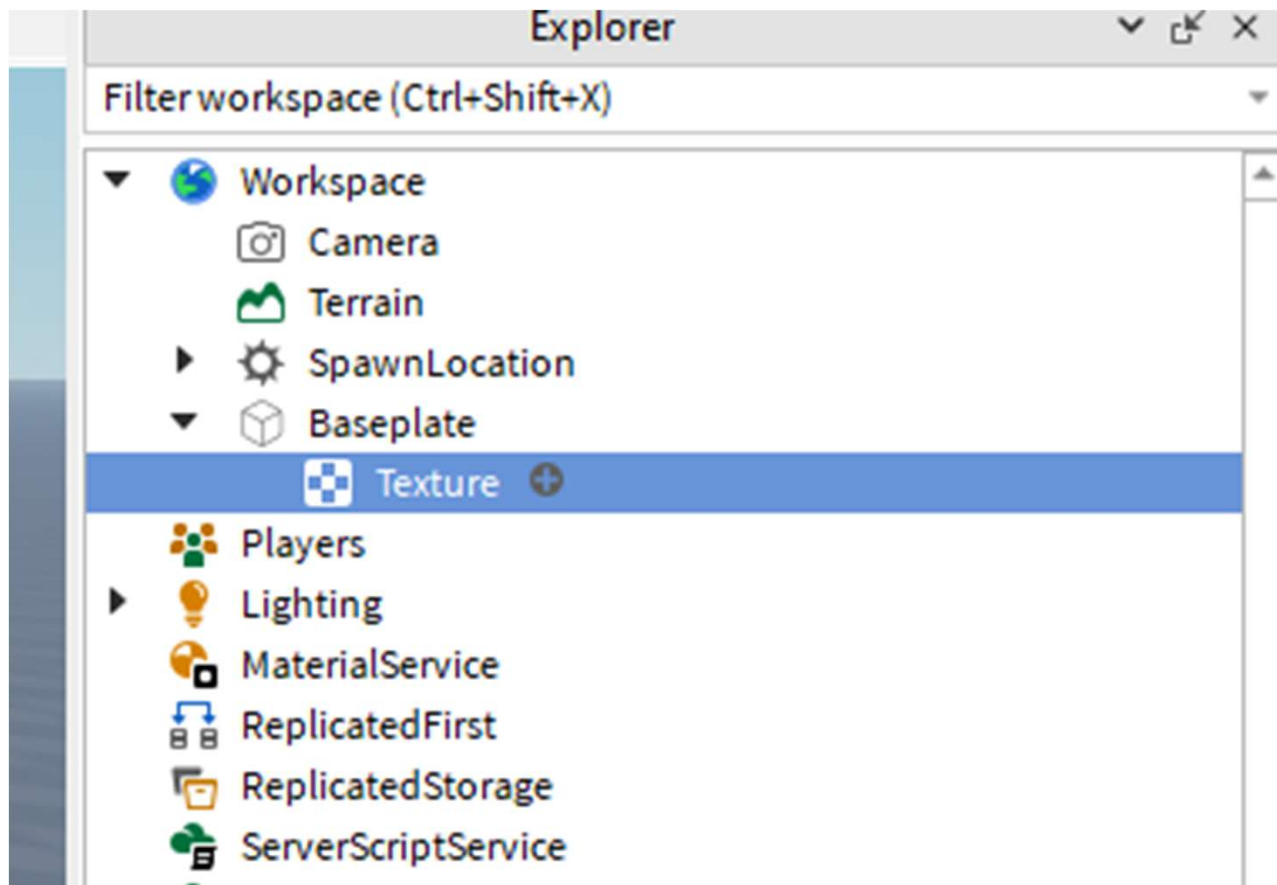 Explorer
Filter workspace (Ctrl+Shift+X)
Workspace
Camera
Terrain
SpawnLocation
Baseplate
Texture
Players
Lighting
MaterialService
ReplicatedFirst
ReplicatedStorage
ServerScriptService